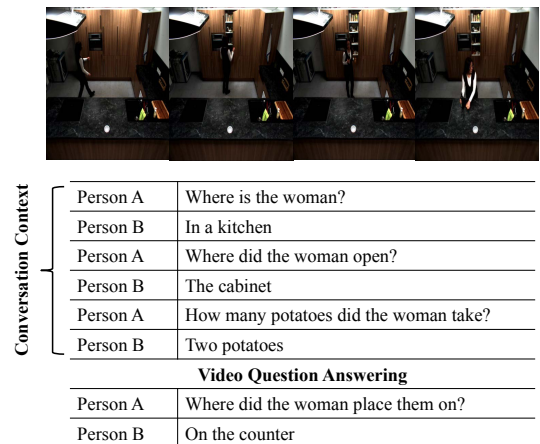 Conversation Context
Person A Where is the woman?
Person B In a kitchen
Person A Where did the woman open?
Person B The cabinet
Person A How many potatoes did the woman take?
Person B Two potatoes
Video Question Answering
Person A Where did the woman place them on?
Person B On the counter